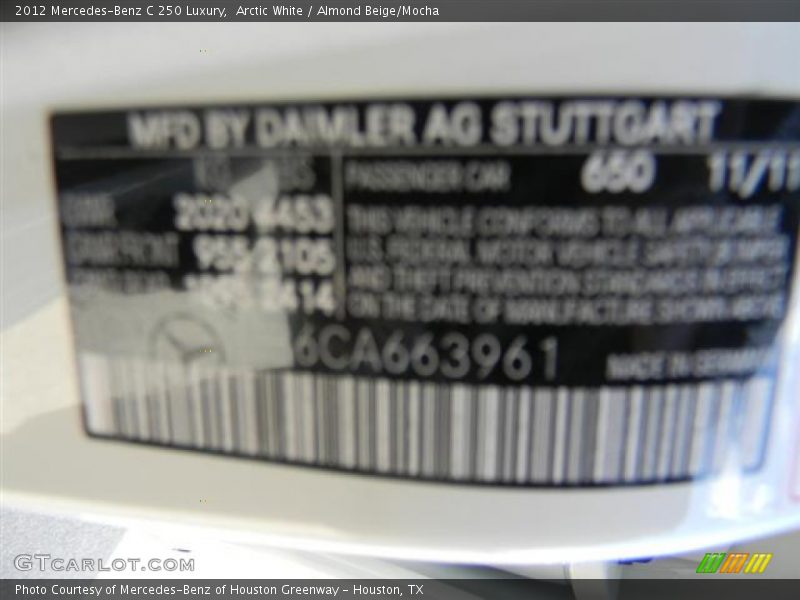 2012 Mercedes-Benz C 250 Luxury,  Arctic White / Almond Beige/Mocha
MFD BY DAIMLER AG STUTTGART
PASSENGER CAR 650 11/11
2020 4453
THIS VEHICLE CONFORMS TO ALL APPLICABLE
955 2105
U.S. FEDERAL MOTOR VEHICLE SAFETY
AND THEFT PREVENTION STANDARDS IN EFFECT
2414
ON THE DATE OF MANUFACTURE SHOWN ABOVE
6CA663961 MADE IN GERMANY
GTCarlot.com
Photo Courtesy of Mercedes-Benz of Houston Greenway - Houston, TX